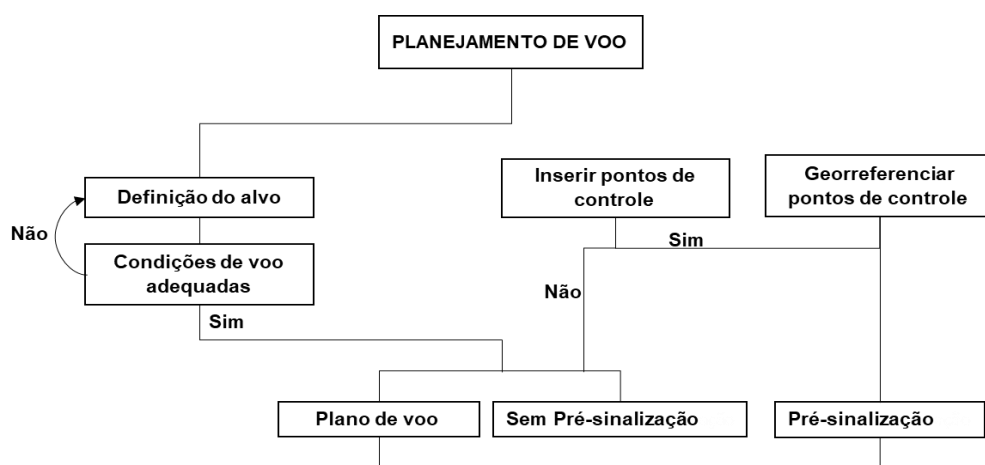 PLANEJAMENTO DE VOO
Definição do alvo
Inserir pontos de
controle
Georreferenciar
pontos de controle
Não
Sim
Condições de voo
adequadas
Não
Sim
Plano de voo
Sem Pré-sinalização
Pré-sinalização